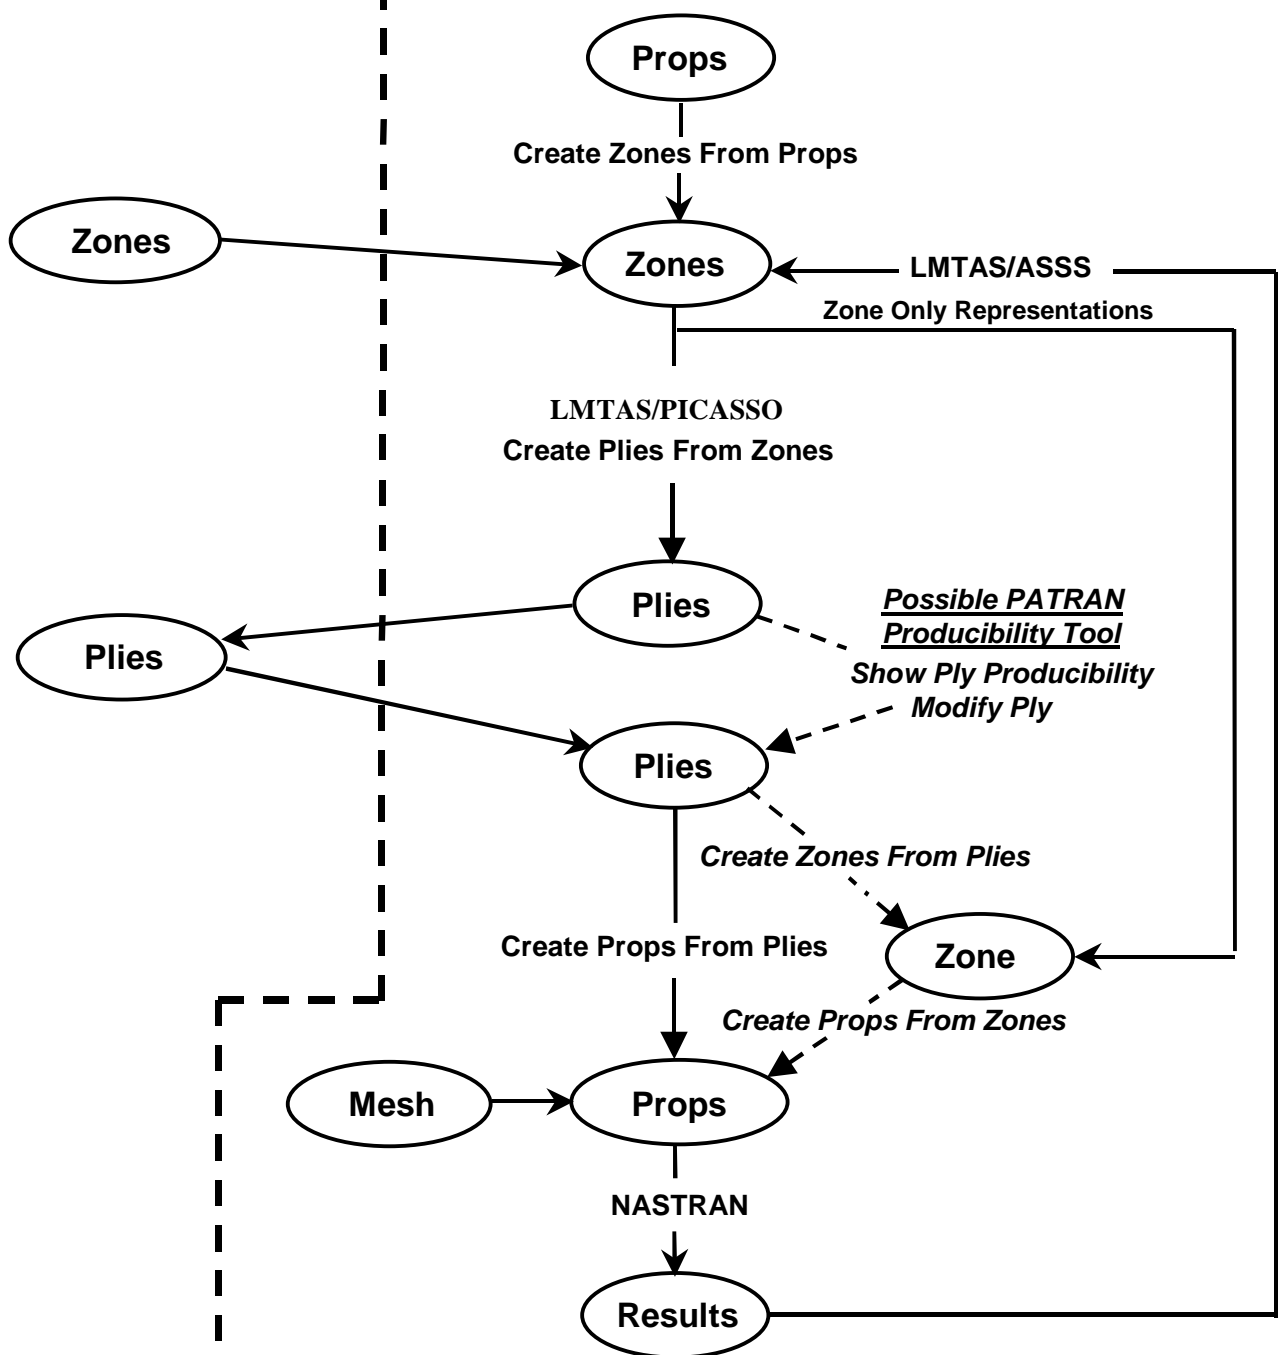 Props
Create Zones From Props
Zones
Zones
LMTAS/ASSS
Zone Only Representations
LMTAS/PICASSO
Create Plies From Zones
Plies
Possible PATRAN
Producibility Tool
Show Ply Producibility
Modify Ply
Plies
Plies
Create Zones From Plies
Create Props From Plies
Zone
Create Props From Zones
Mesh
Props
NASTRAN
Results